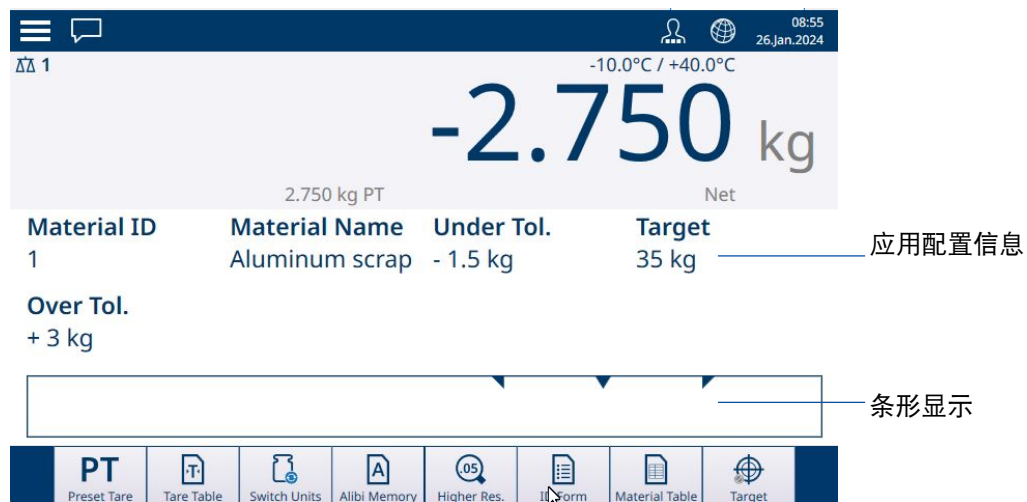 08:55
26.Jan.2024
1
-10.0°C / +40.0°C
-2.750 kg
2.750 kg PT
Net
Material ID
1
Material Name
Aluminum scrap
Under Tol.
- 1.5 kg
Target
35 kg
应用配置信息
Over Tol.
+ 3 kg
条形显示
PT
Preset Tare
T
Tare Table
Switch Units
A
Alibi Memory
.05
Higher Res.
Form
Material Table
Target